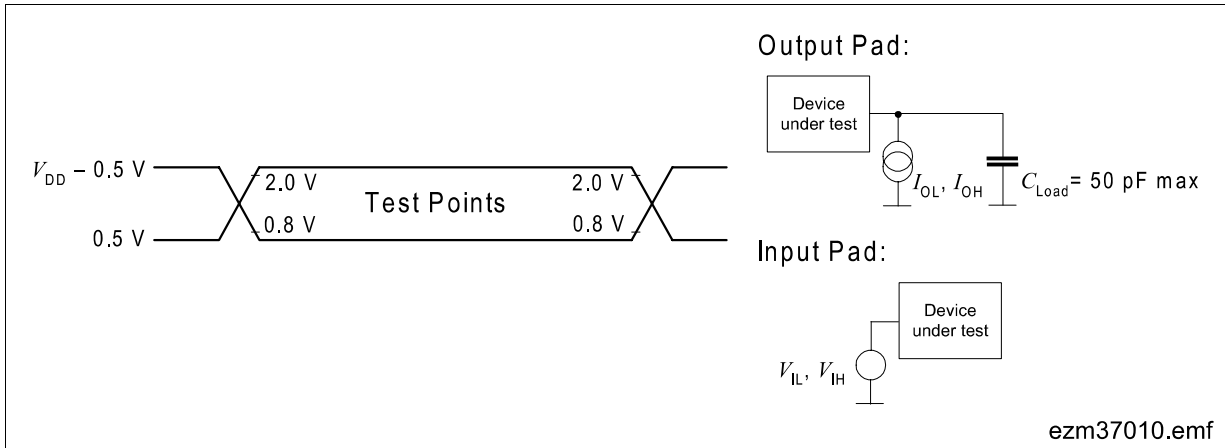 V_DD – 0.5 V
0.5 V
2.0 V
2.0 V
Test Points
0.8 V
0.8 V
Output Pad:
Device
under test
I_OL, I_OH
C_Load = 50 pF max
Input Pad:
Device
under test
V_IL, V_IH
ezm37010.emf